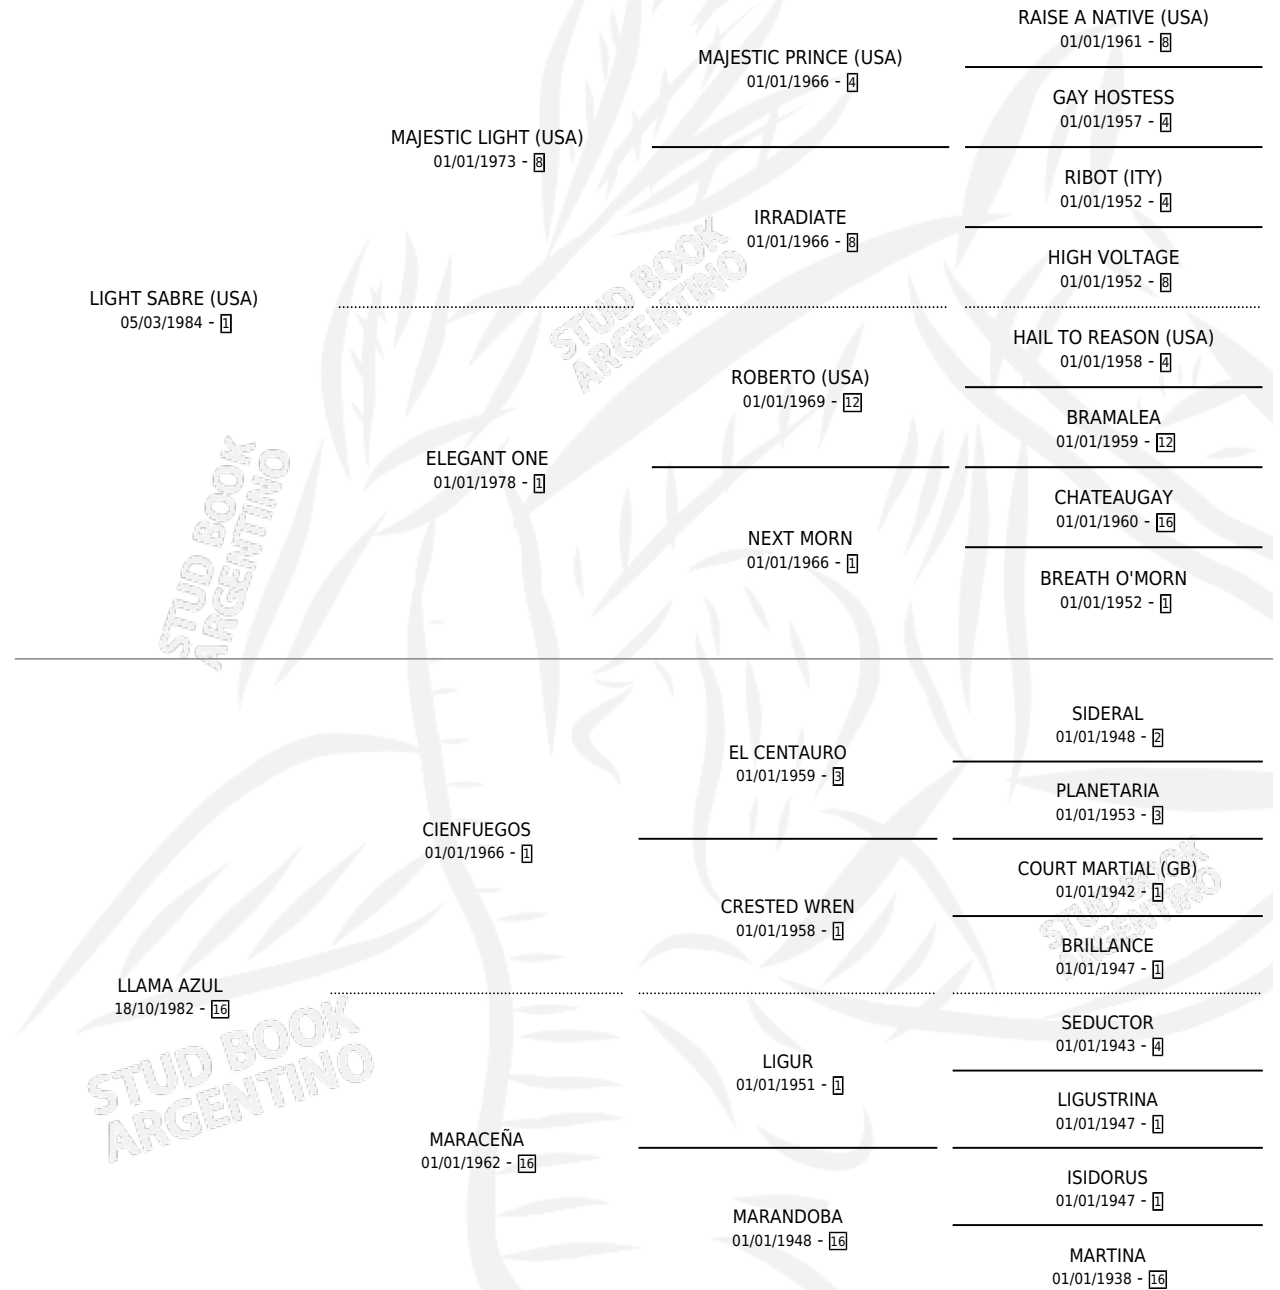 RAISE A NATIVE (USA)
01/01/1961 - 8
MAJESTIC PRINCE (USA)
01/01/1966 - 4
GAY HOSTESS
01/01/1957 - 4
MAJESTIC LIGHT (USA)
01/01/1973 - 8
RIBOT (ITY)
01/01/1952 - 4
IRRADIATE
01/01/1966 - 8
HIGH VOLTAGE
01/01/1952 - 8
LIGHT SABRE (USA)
05/03/1984 - 1
STUD BOOK
ARGENTINO
HAIL TO REASON (USA)
01/01/1958 - 4
ROBERTO (USA)
01/01/1969 - 12
BRAMALEA
01/01/1959 - 12
ELEGANT ONE
01/01/1978 - 1
CHATEAUGAY
01/01/1960 - 16
NEXT MORN
01/01/1966 - 1
BREATH O'MORN
01/01/1952 - 1
STUD BOOK
ARGENTINO
SIDERAL
01/01/1948 - 2
EL CENTAURO
01/01/1959 - 3
PLANETARIA
01/01/1953 - 3
CIENFUEGOS
01/01/1966 - 1
COURT MARTIAL (GB)
01/01/1942 - 1
CRESTED WREN
01/01/1958 - 1
STUD BOOK
ARGENTINO
BRILLANCE
01/01/1947 - 1
LLAMA AZUL
18/10/1982 - 16
SEDUCTOR
01/01/1943 - 4
LIGUR
01/01/1951 - 1
STUD BOOK
ARGENTINO
LIGUSTRINA
01/01/1947 - 1
MARACEÑA
01/01/1962 - 16
ISIDORUS
01/01/1947 - 1
MARANDOBA
01/01/1948 - 16
MARTINA
01/01/1938 - 16